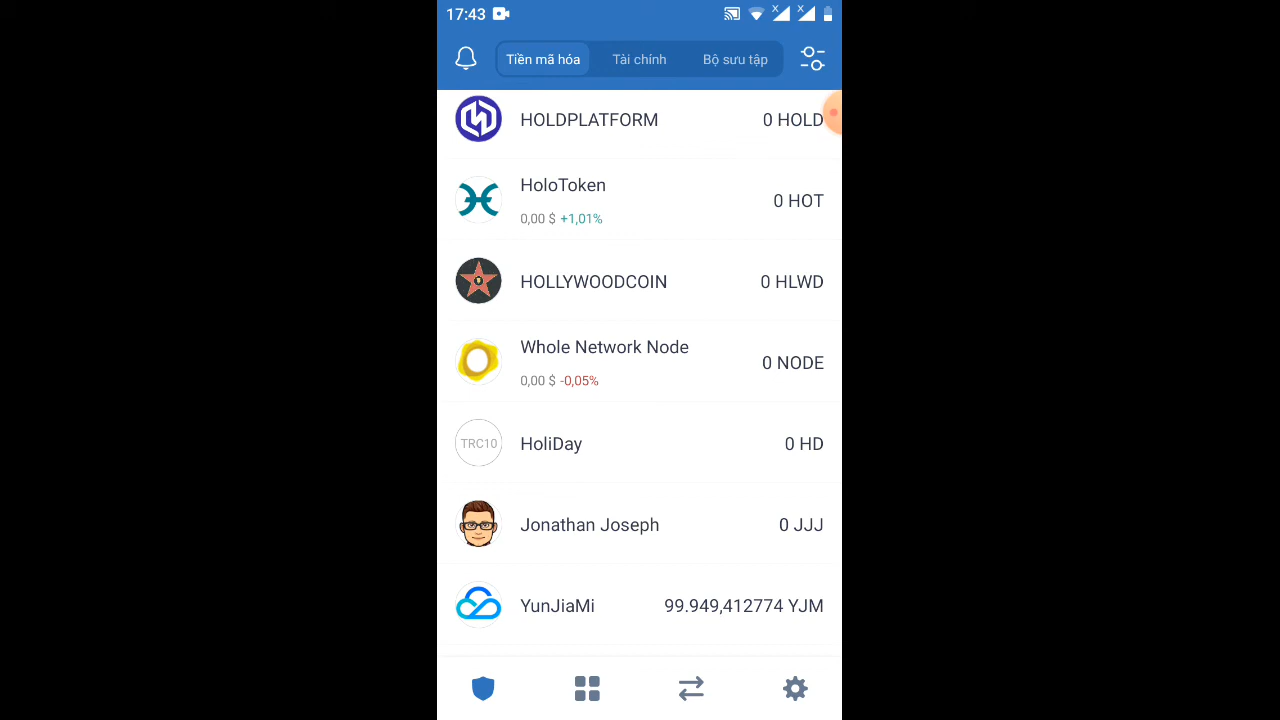 17:43
Tiền mã hóa Tài chính Bộ sưu tập
HOLDPLATFORM 0 HOLD
HoloToken
0 HOT
0,00 $ +1,01%
HOLLYWOODCOIN 0 HLWD
Whole Network Node
0 NODE
0,00 $ -0,05%
TRC10 HoliDay 0 HD
Jonathan Joseph 0 JJJ
YunJiaMi 99.949,412774 YJM